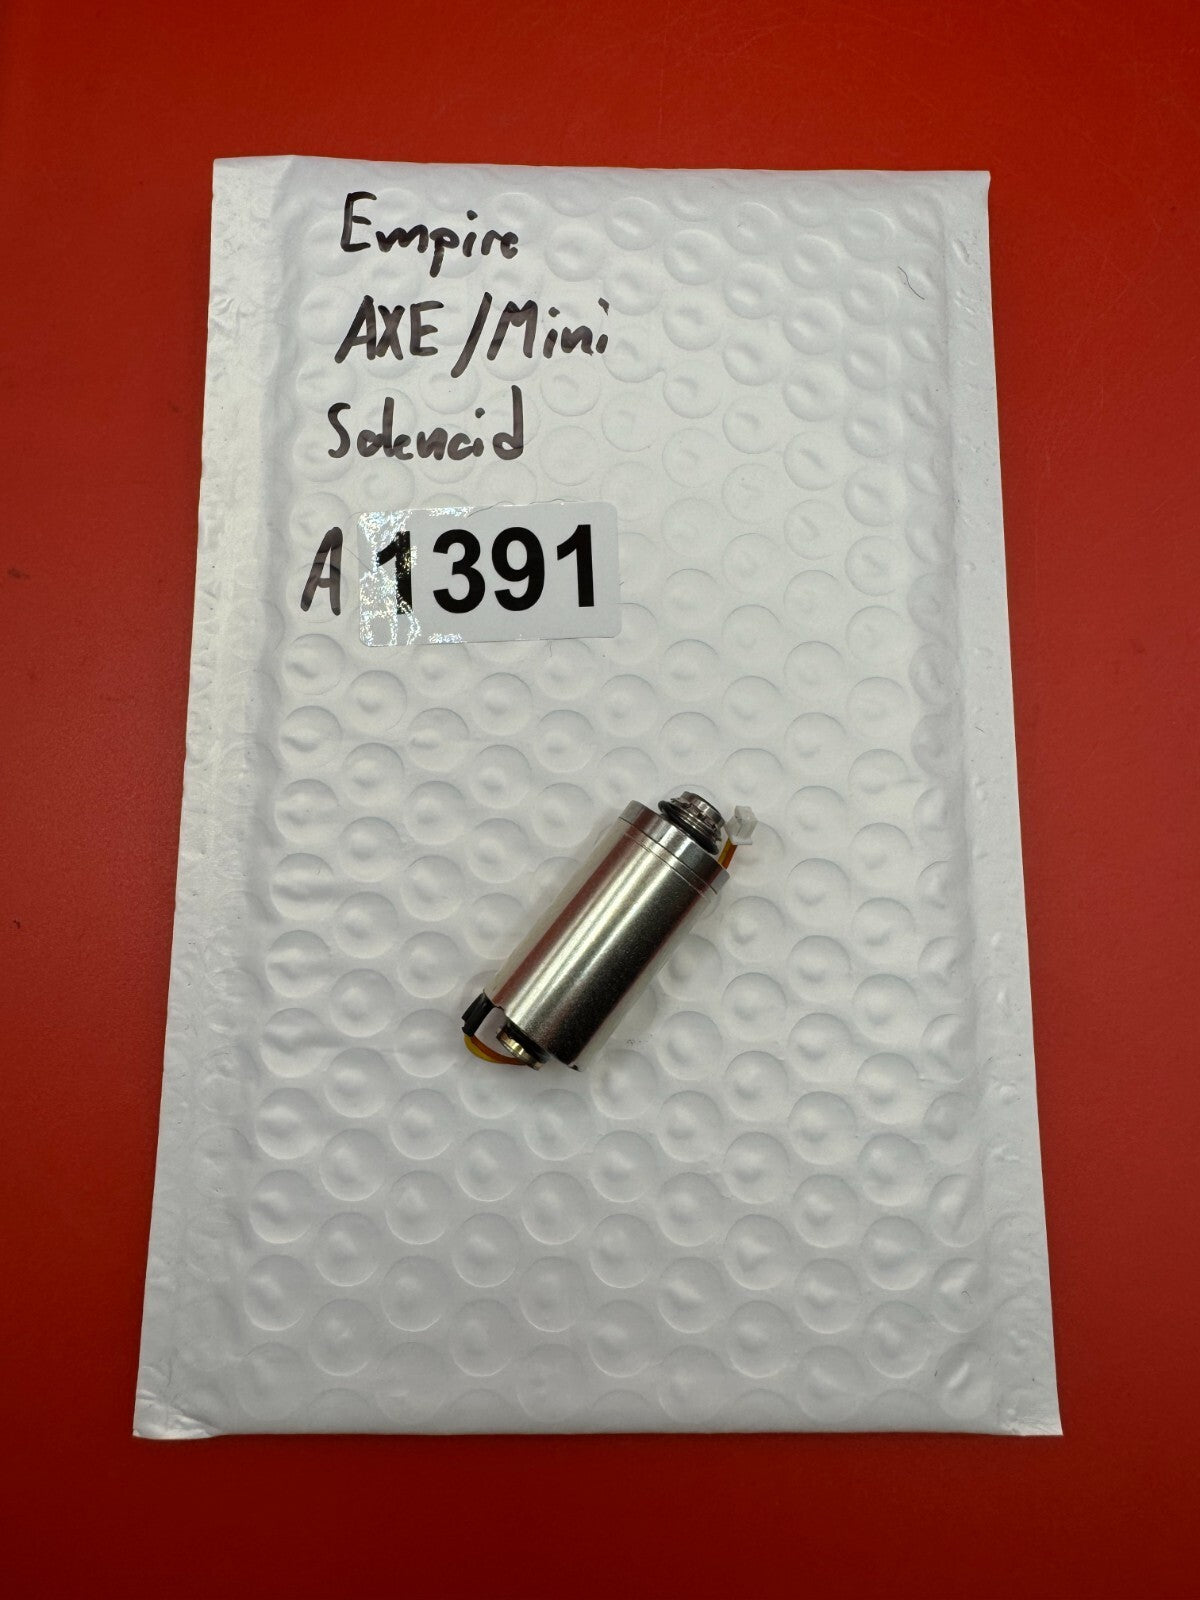 Empire
AXE/Mini
Solenoid
A 1391